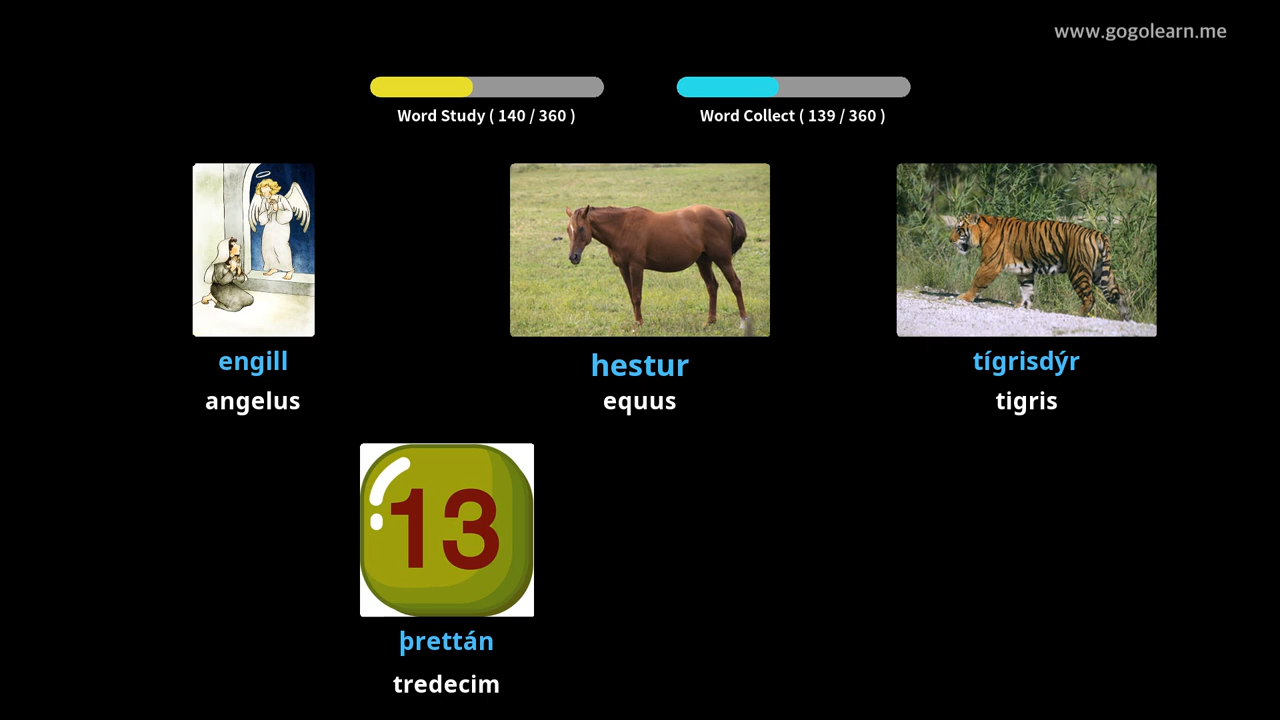 www.gogolearn.me
Word Study ( 140 / 360 )
Word Collect ( 139 / 360 )
engill
angelus
hestur
equus
tígrisdýr
tigris
13
þrettán
tredecim